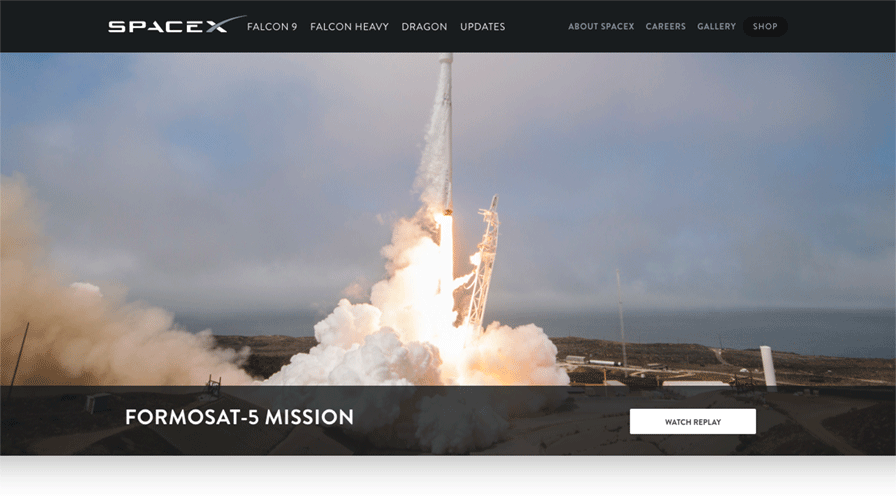 SPACEX FALCON 9 FALCON HEAVY DRAGON UPDATES ABOUT SPACEX CAREERS GALLERY SHOP
FORMOSAT-5 MISSION
WATCH REPLAY